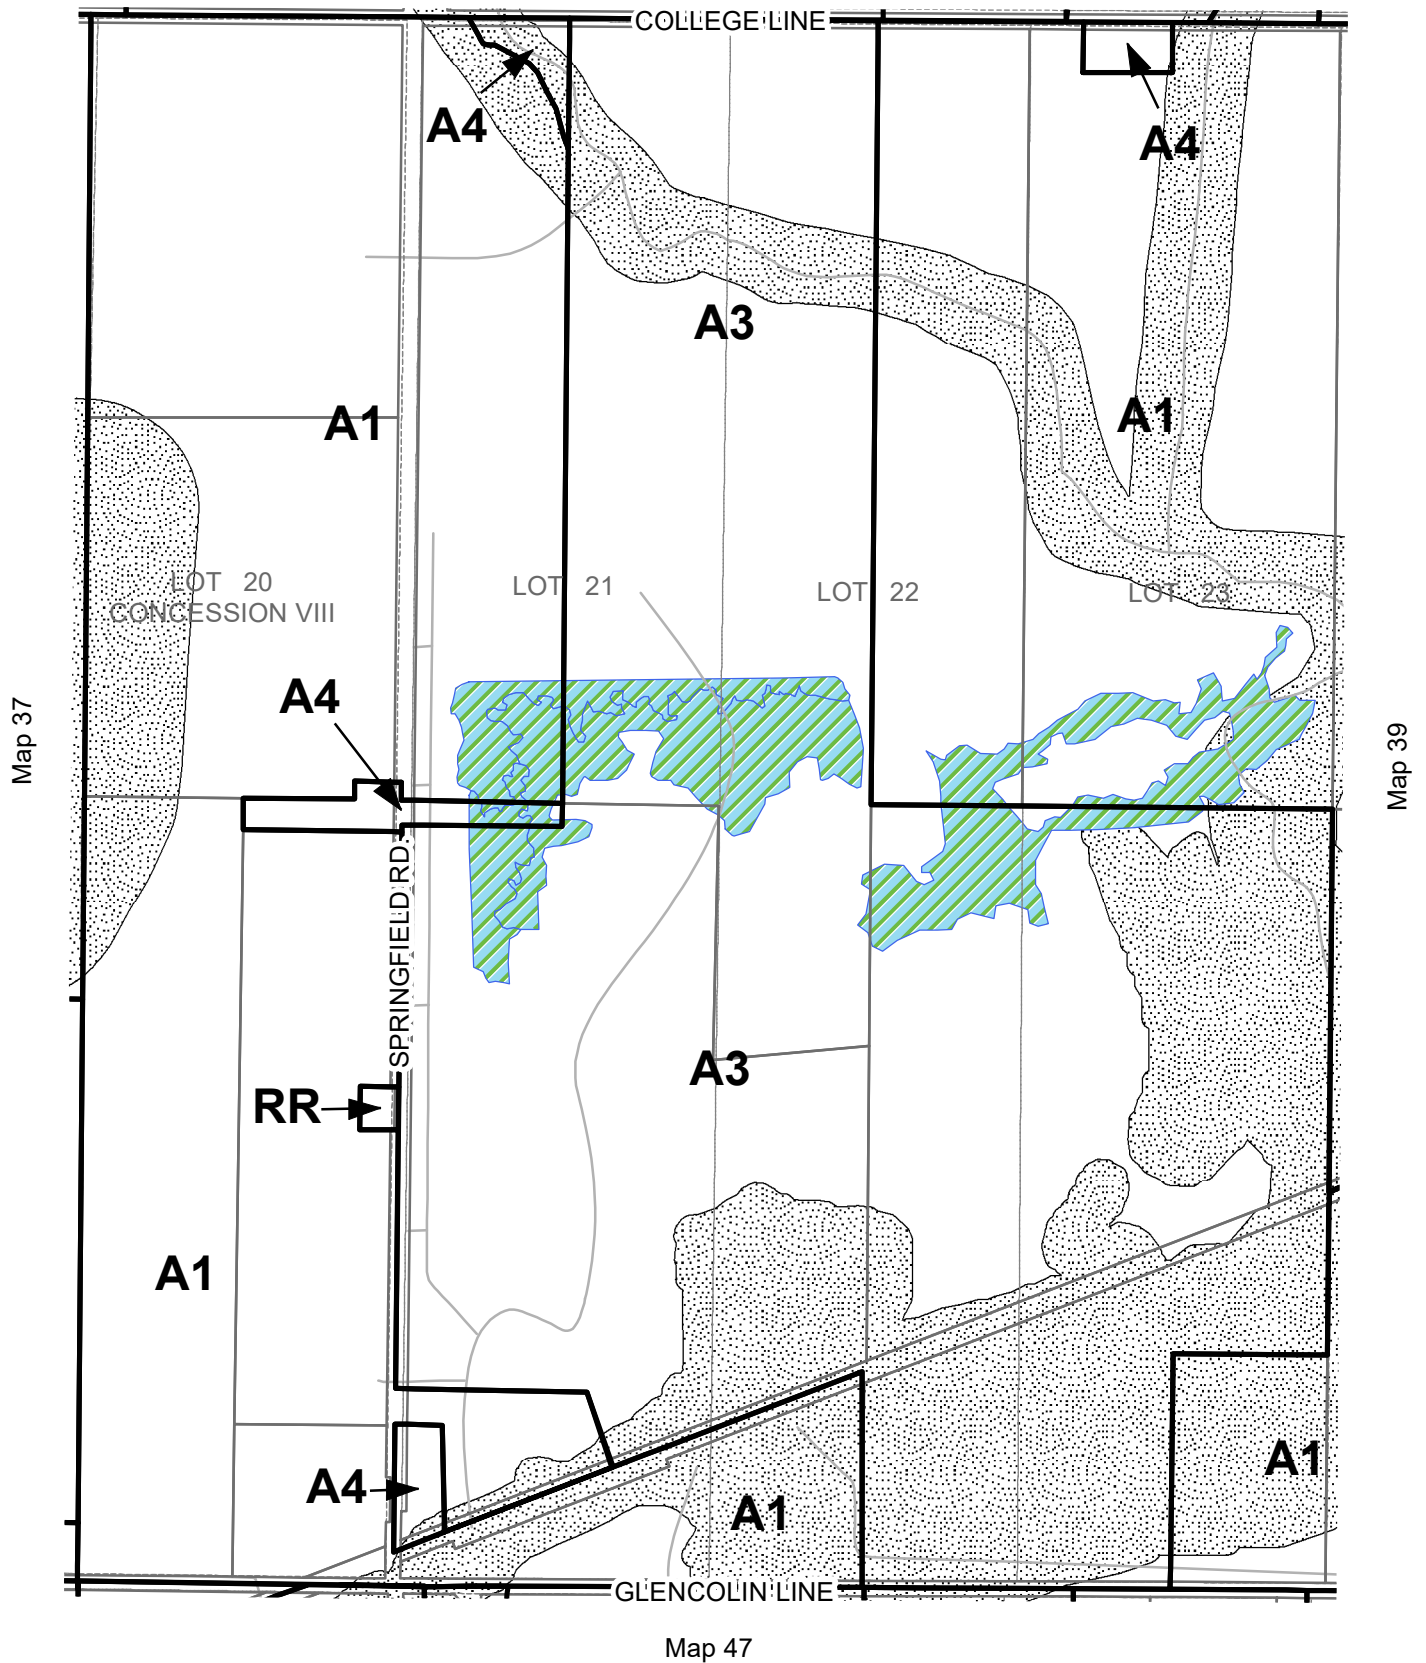 COLLEGE LINE
A4
A4
A3
A1
A1
LOT 20
CONCESSION VIII
LOT 21
LOT 22
LOT 23
A4
Map 37
Map 39
SPRINGFIELD RD
A3
RR
A1
A4
A1
A1
GLENCOLIN LINE
Map 47